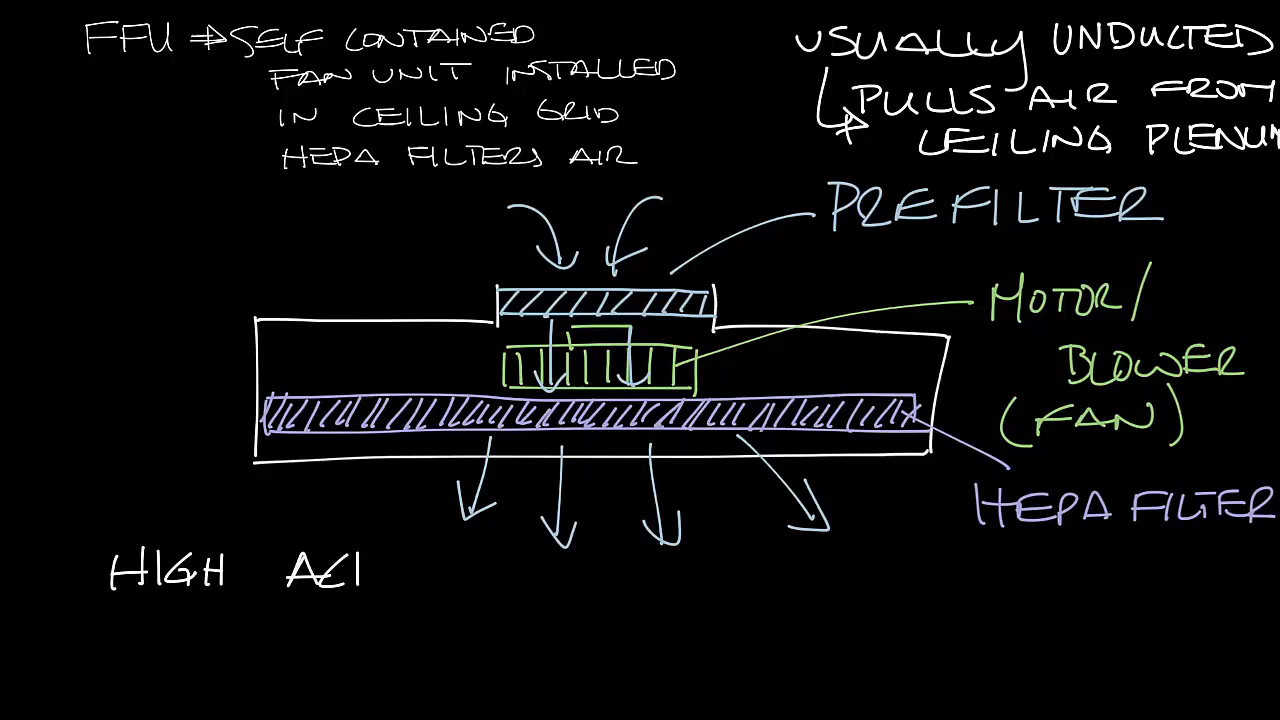 FFU ⇒ SELF CONTAINED
FAN UNIT INSTALLED
IN CEILING GRID
HEPA FILTERS AIR
USUALLY UNDUCTED
PULLS AIR FROM
CEILING PLENUM
PREFILTER
MOTOR/
BLOWER
(FAN)
HEPA FILTER
HIGH ACI